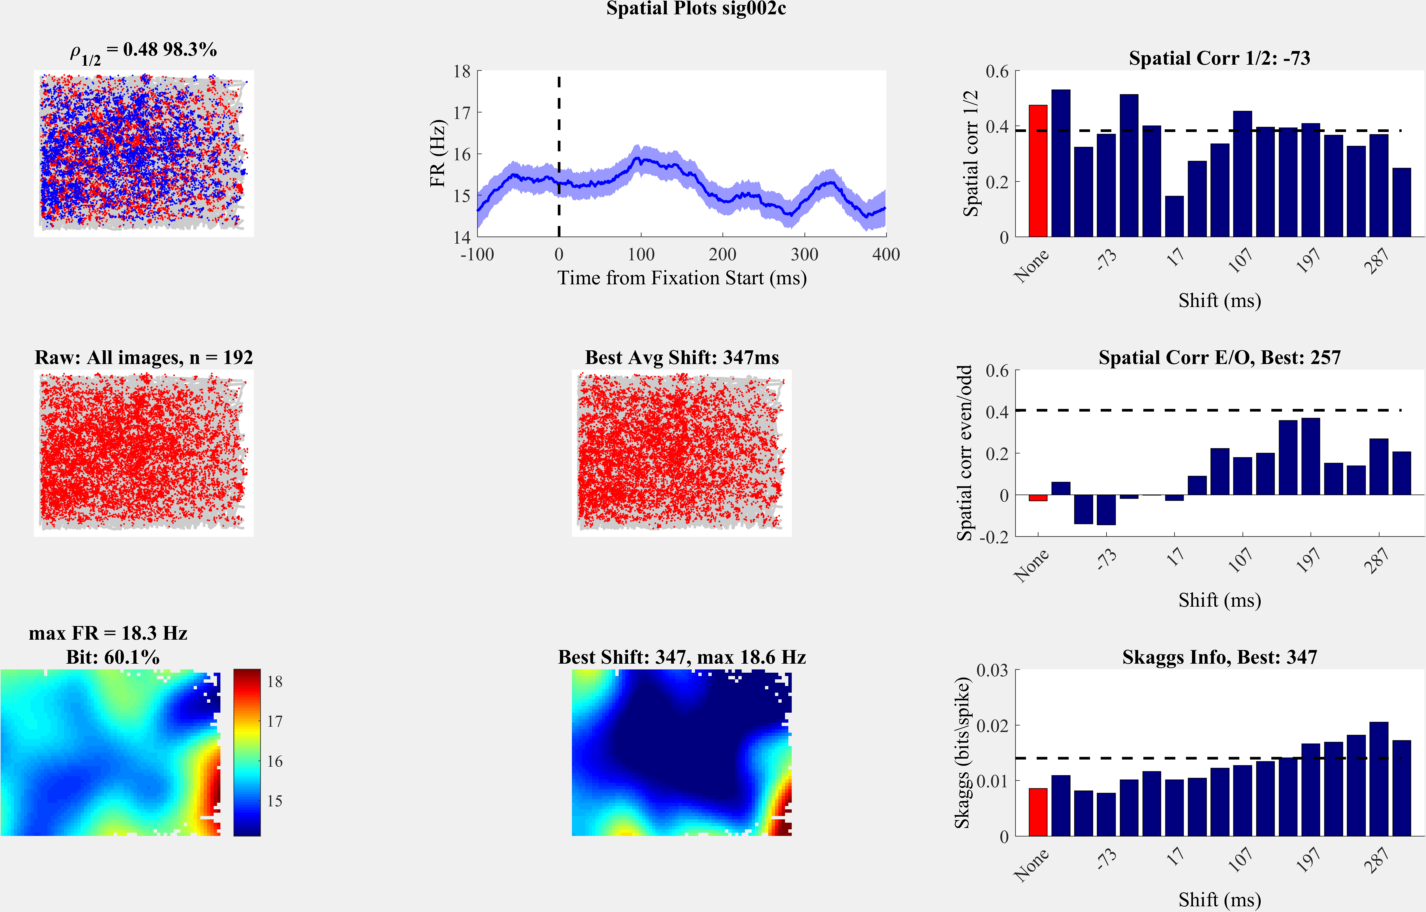 Spatial Plots sig002c
ρ1/2 = 0.48 98.3%
18
17
16
15
14
FR (Hz)
-100 0 100 200 300 400
Time from Fixation Start (ms)
Spatial Corr 1/2: -73
0.6
0.4
0.2
0
Spatial corr 1/2
None -73 17 107 197 287
Shift (ms)
Raw: All images, n = 192
Best Avg Shift: 347ms
Spatial Corr E/O, Best: 257
0.6
0.4
0.2
0
-0.2
Spatial corr even/odd
None -73 17 107 197 287
Shift (ms)
max FR = 18.3 Hz
Bit: 60.1%
18
17
16
15
Best Shift: 347, max 18.6 Hz
Skaggs Info, Best: 347
0.03
0.02
0.01
0
Skaggs (bits\spike)
None -73 17 107 197 287
Shift (ms)